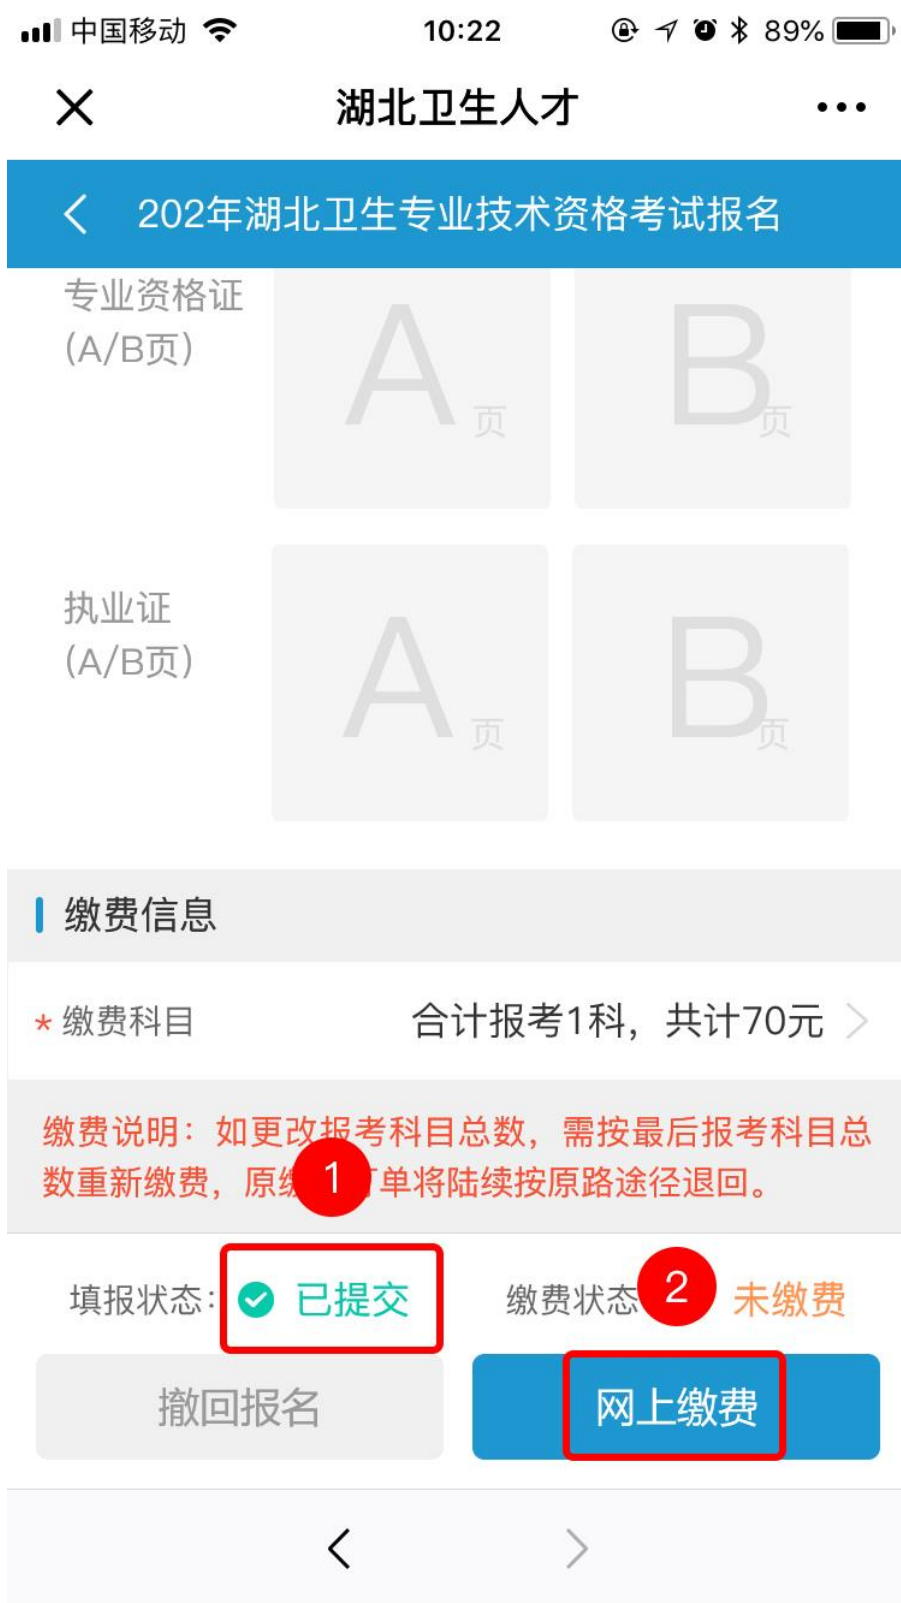 中国移动 10:22 89%
湖北卫生人才
202年湖北卫生专业技术资格考试报名
专业资格证
(A/B页)
A页
B页
执业证
(A/B页)
A页
B页
缴费信息
* 缴费科目 合计报考1科，共计70元
缴费说明：如更改报考科目总数，需按最后报考科目总
数重新缴费，原缴 1 单将陆续按原路途径退回。
填报状态： 已提交 缴费状态 2 未缴费
撤回报名 网上缴费